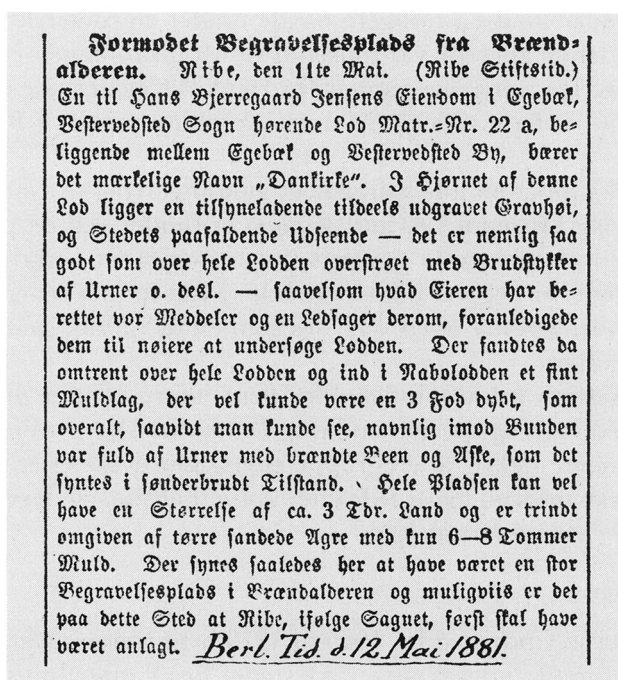 Formodet Begravelsesplads fra Brænd-
alderen. Ribe, den 11te Mai. (Ribe Stiftstid.)
En til Hans Bjerregaard Jensens Eiendom i Egebæk,
Vestervedsted Sogn hørende Lod Matr.-Nr. 22 a, be-
liggende mellem Egebæk og Vestervedsted By, bærer
det mærkelige Navn „Dankirke“. I Hjørnet af denne
Lod ligger en tilsyneladende tildeels udgravet Gravhøi,
og Stedets paafaldende Udseende — det er nemlig saa
godt som over hele Lodden overstrøet med Brudstykker
af Urner o. desl. — saavelsom hvad Eieren har be-
rettet vor Meddeler og en Ledsager derom, foranledigede
dem til nøiere at undersøge Lodden. Der fandtes da
omtrent over hele Lodden og ind i Nabolodden et fint
Muldlag, der vel kunde være en 3 Fod dybt, som
overalt, saavidt man kunde see, navnlig imod Bunden
var fuld af Urner med brændte Been og Aske, som det
syntes i sønderbrudt Tilstand. Hele Pladsen kan vel
have en Størrelse af ca. 3 Tdr. Land og er trindt
omgiven af tørre sandede Agre med kun 6—8 Tommer
Muld. Der synes saaledes her at have været en stor
Begravelsesplads i Brændalderen og muligviis er det
paa dette Sted at Ribe, ifølge Sagnet, først skal have
været anlagt. Berl. Tid. d. 12 Mai 1881.